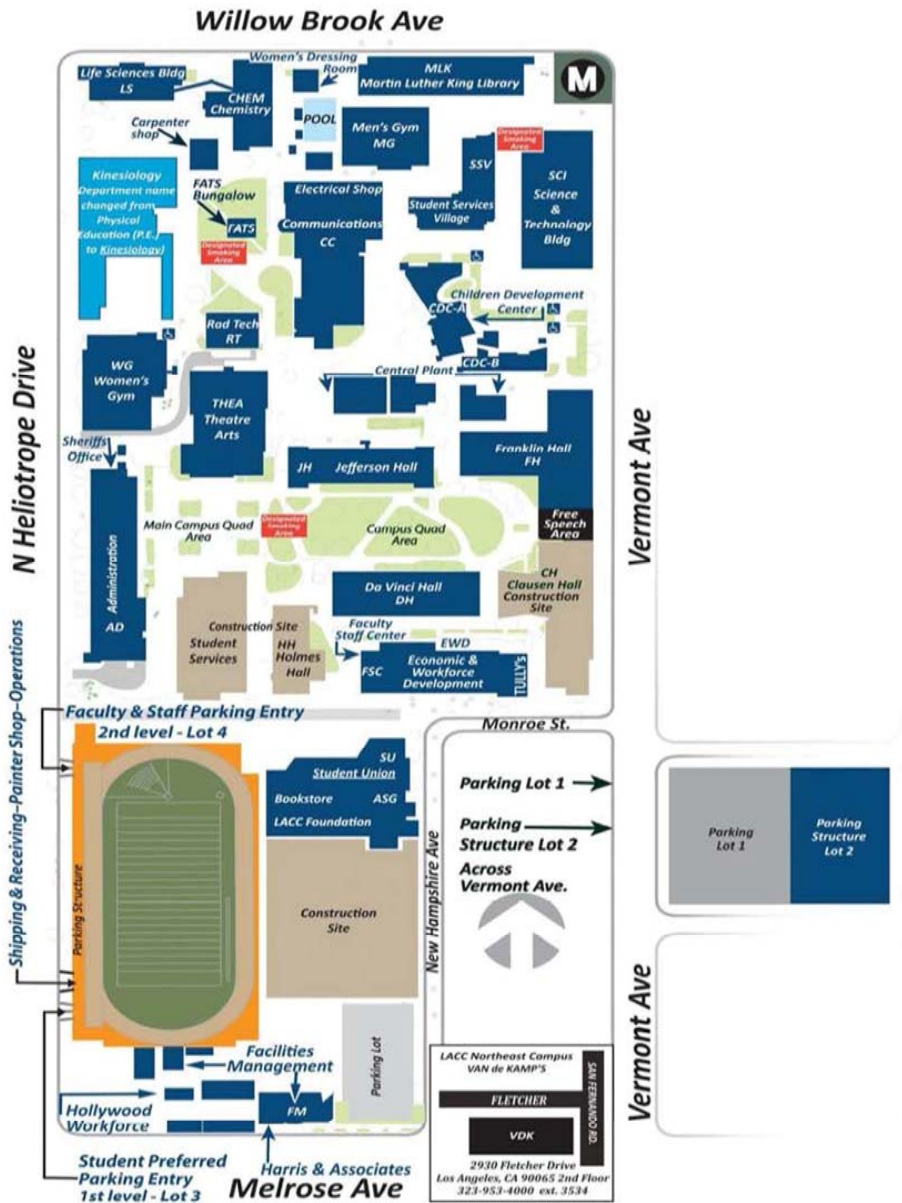 Willow Brook Ave
Life Sciences Bldg
LS
CHEM
Chemistry
Women's Dressing
Room
MLK
Martin Luther King Library
M
Carpenter
shop
POOL
Men's Gym
MG
Designated
Smoking
Area
SSV
Student Services
Village
SCI
Science
&
Technology
Bldg
Kinesiology
Department name
changed from
Physical
Education (P.E.)
to Kinesiology)
FATS
Bungalow
FATS
Designated
Smoking
Area
Electrical Shop
Communications
CC
CDC-A
Children Development
Center
CDC-B
Rad Tech
RT
WG
Women's
Gym
Central Plant
THEA
Theatre
Arts
N Heliotrope Drive
Vermont Ave
Sheriffs
Office
JH Jefferson Hall
Franklin Hall
FH
Free
Speech
Area
Main Campus Quad
Area
Designated
Smoking
Area
Campus Quad
Area
Administration
AD
Da Vinci Hall
DH
CH
Clausen Hall
Construction
Site
Construction Site
Student
Services
HH
Holmes
Hall
Faculty
Staff Center
EWD
FSC
Economic &
Workforce
Development
TULLY's
Faculty & Staff Parking Entry
2nd level - Lot 4
Monroe St.
Shipping & Receiving-Painter Shop-Operations
Parking Structure
SU
Student Union
Bookstore ASG
LACC Foundation
New Hampshire Ave
Parking Lot 1
Parking
Structure Lot 2
Across
Vermont Ave.
Parking
Lot 1
Parking
Structure
Lot 2
Construction
Site
Vermont Ave
Parking Lot
Facilities
Management
FM
Hollywood
Workforce
Harris & Associates
Student Preferred
Parking Entry
1st level - Lot 3
Melrose Ave
LACC Northeast Campus
VAN de KAMP'S
FLETCHER
SAN FERNANDO RD.
VDK
2930 Fletcher Drive
Los Angeles, CA 90065 2nd Floor
323-953-4000 ext. 3534